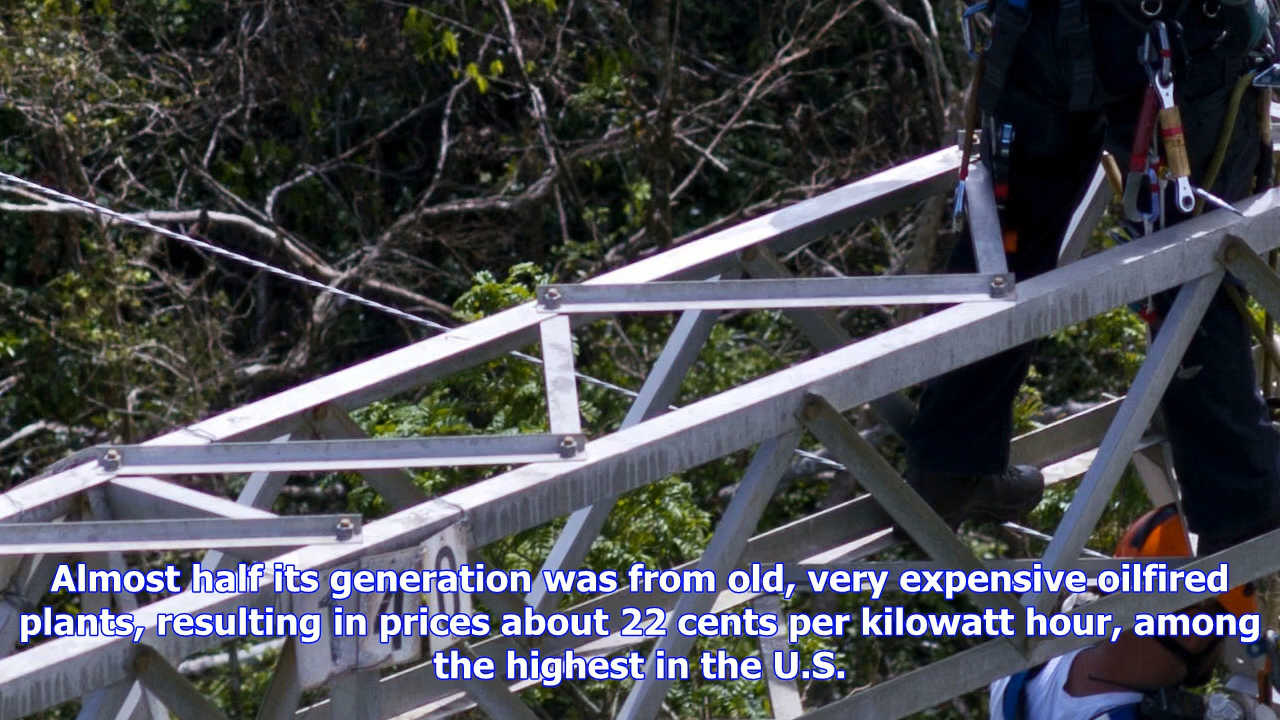 Almost half its generation was from old, very expensive oilfired
plants, resulting in prices about 22 cents per kilowatt hour, among
the highest in the U.S.